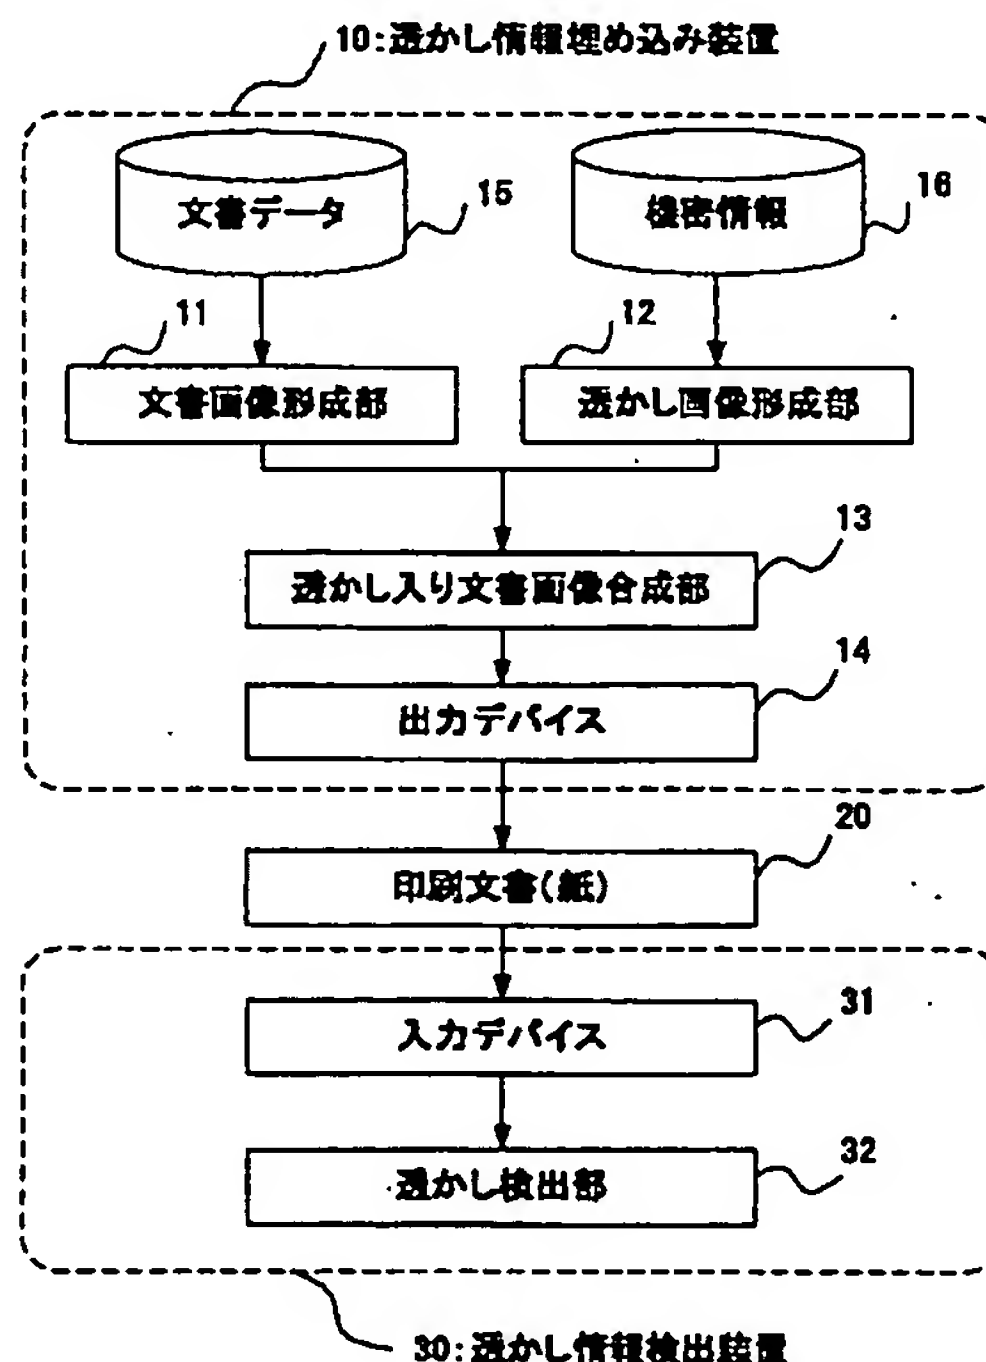 10:透かし情報埋め込み装置
文書データ
15
機密情報
16
11
12
文書画像形成部
透かし画像形成部
13
透かし入り文書画像合成部
14
出力デバイス
20
印刷文書(紙)
31
入力デバイス
32
透かし検出部
30:透かし情報検出装置